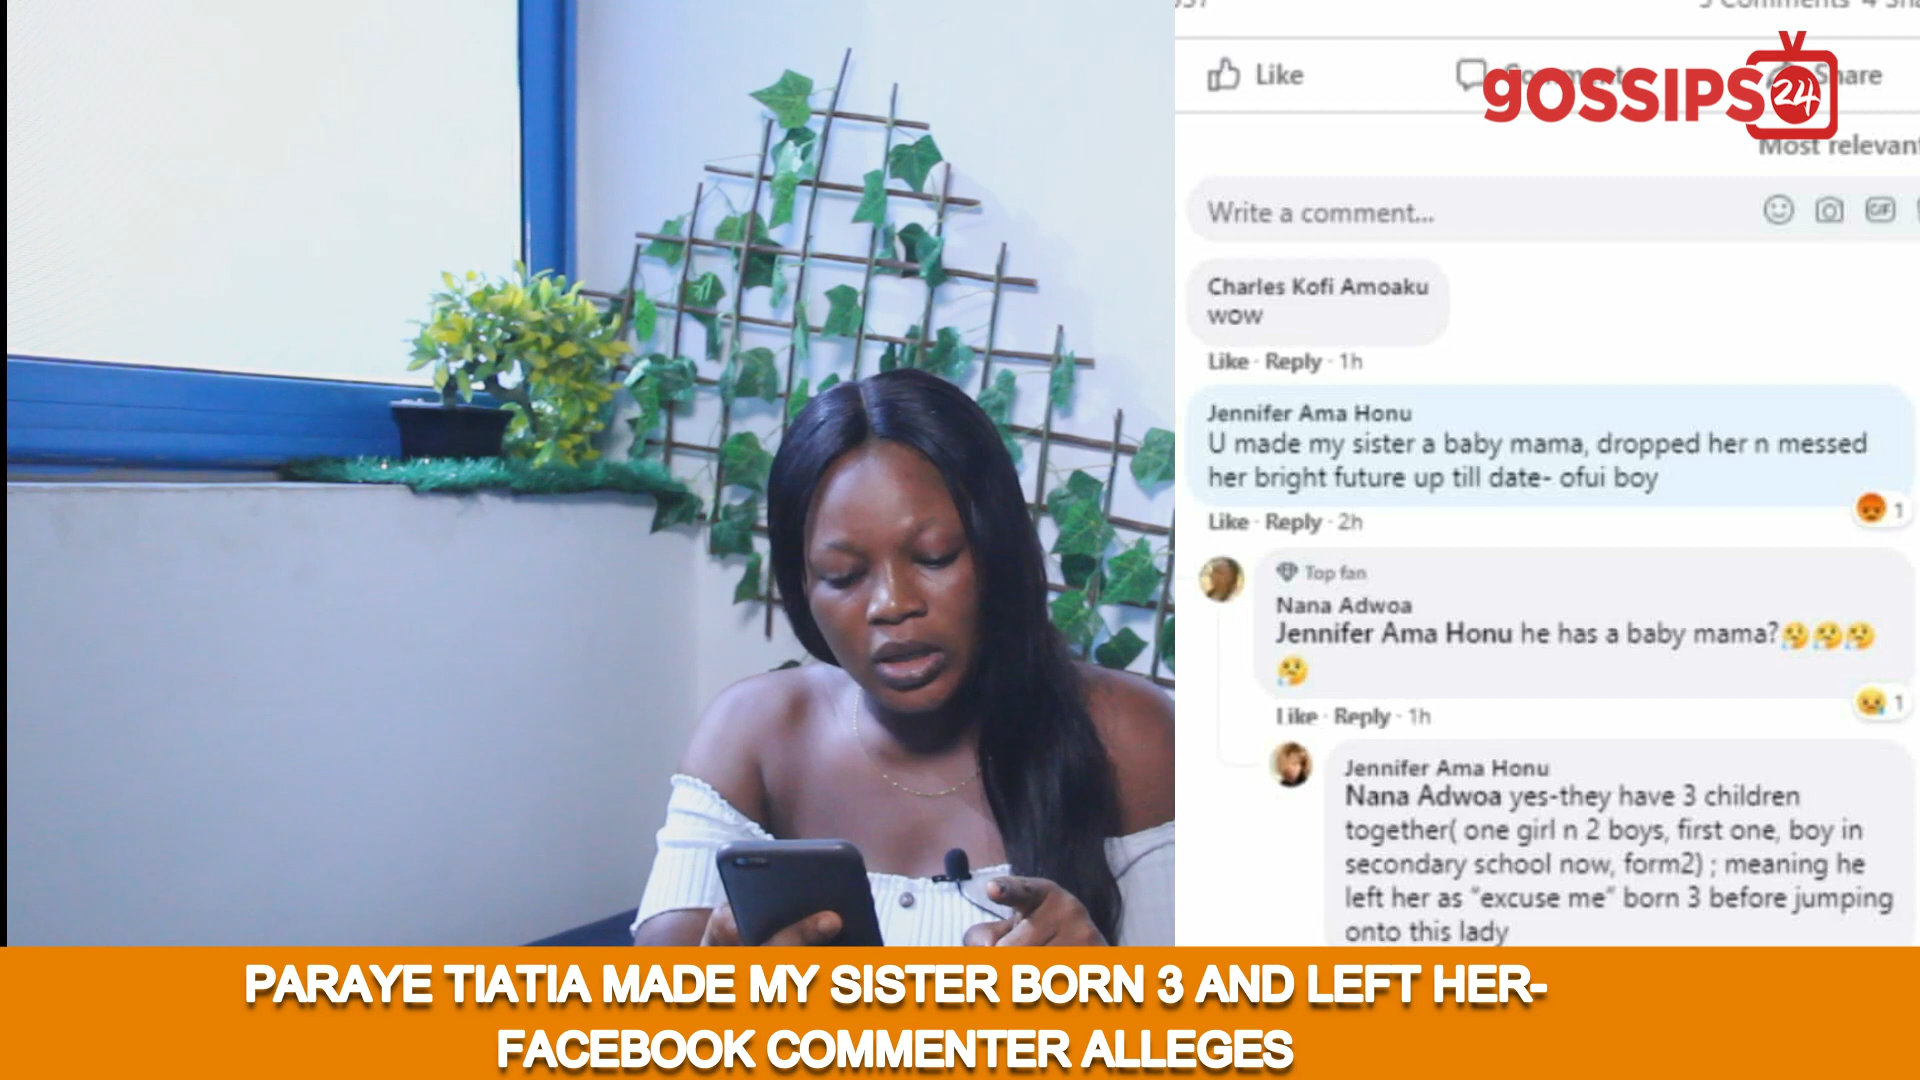 Like
Share
gOSSIPS24
Most relevant
Write a comment...
GIF
Charles Kofi Amoaku
wow
Like · Reply · 1h
Jennifer Ama Honu
U made my sister a baby mama, dropped her n messed
her bright future up till date- ofui boy
1
Like · Reply · 2h
Top fan
Nana Adwoa
Jennifer Ama Honu he has a baby mama?
1
Like · Reply · 1h
Jennifer Ama Honu
Nana Adwoa yes-they have 3 children
together( one girl n 2 boys, first one, boy in
secondary school now, form2) ; meaning he
left her as "excuse me" born 3 before jumping
onto this lady
PARAYE TIATIA MADE MY SISTER BORN 3 AND LEFT HER-
FACEBOOK COMMENTER ALLEGES